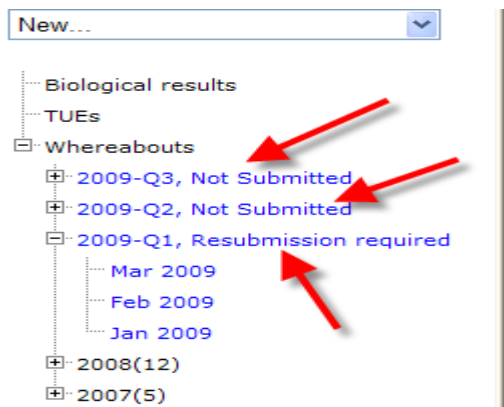 New...
Biological results
TUEs
Whereabouts
2009-Q3, Not Submitted
2009-Q2, Not Submitted
2009-Q1, Resubmission required
Mar 2009
Feb 2009
Jan 2009
2008(12)
2007(5)